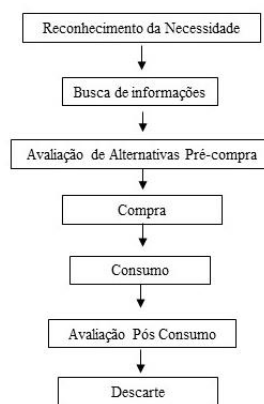 Reconhecimento da Necessidade
Busca de informações
Avaliação de Alternativas Pré-compra
Compra
Consumo
Avaliação Pós Consumo
Descarte